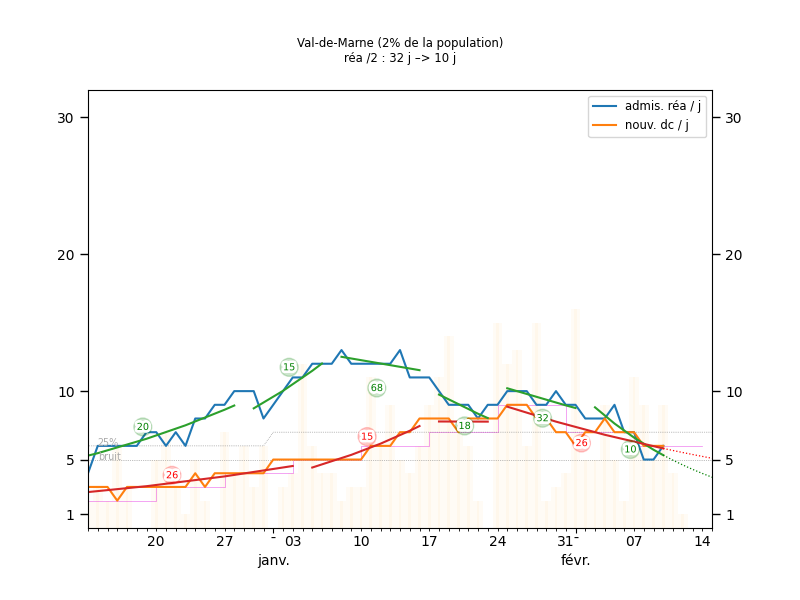 Val-de-Marne (2% de la population)
réa /2 : 32 j –> 10 j
admis. réa / j
nouv. dc / j
30 30
20 20
10 10
5 5
1 1
25%
bruit
20
26
15
68
15
18
32
26
10
20 27 03 10 17 24 31 07 14
janv. févr.